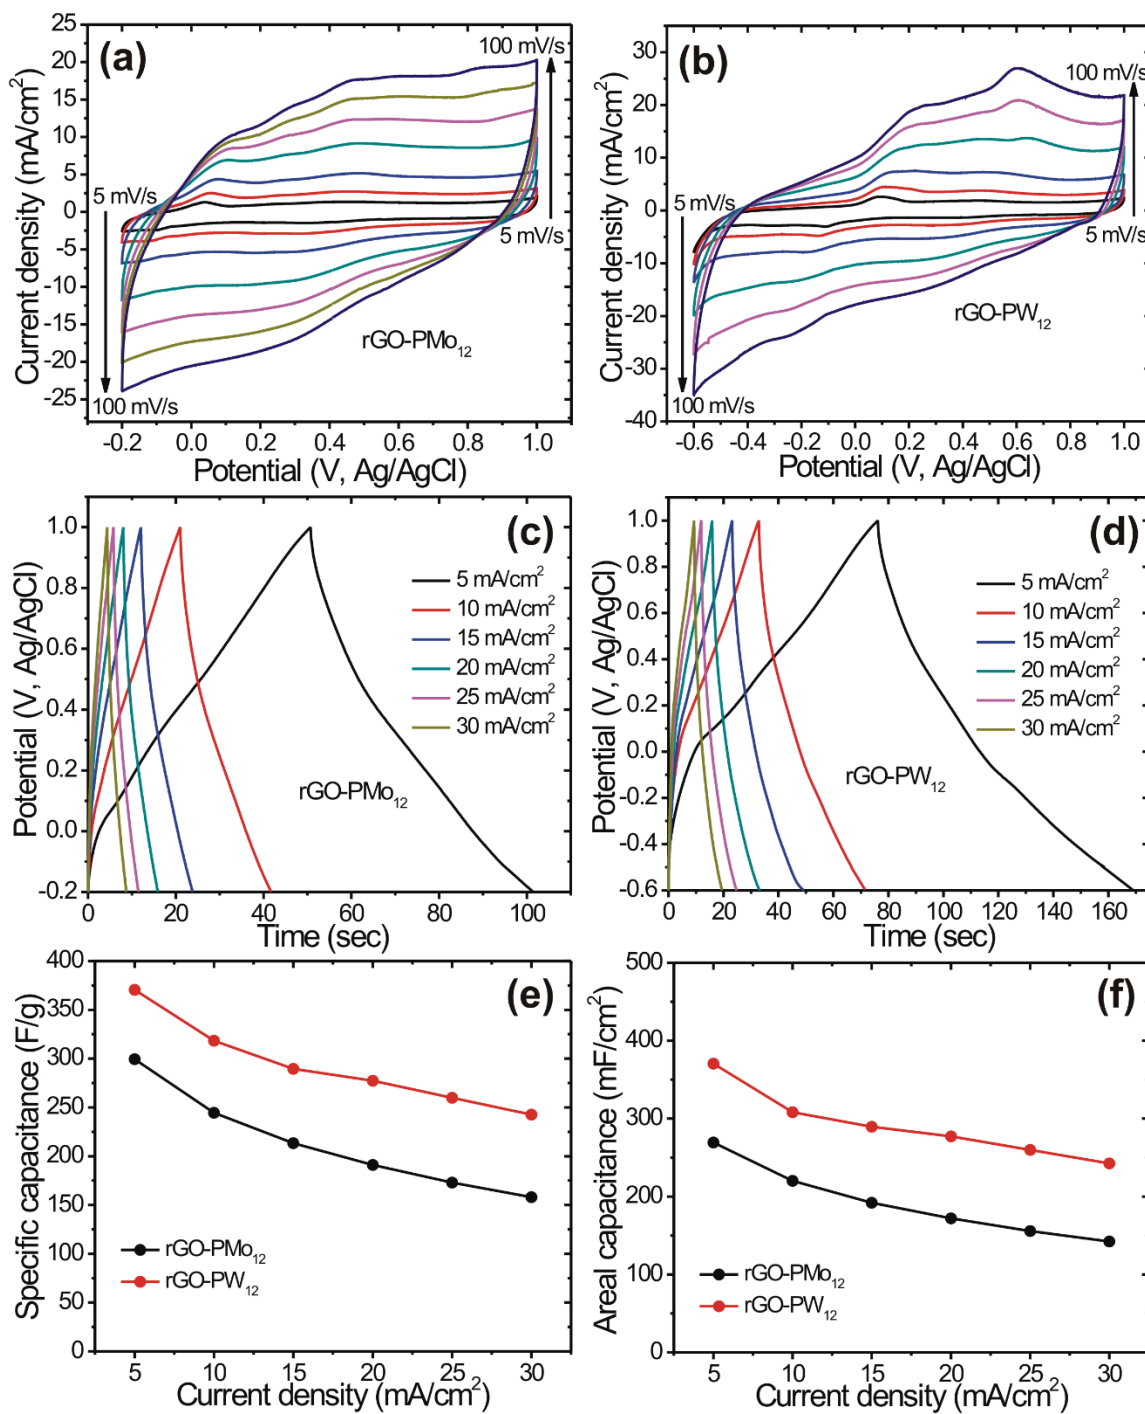 (a)
Current density (mA/cm²)
25
20
15
10
5
0
-5
-10
-15
-20
-25
100 mV/s
5 mV/s
5 mV/s
rGO-PMo₁₂
100 mV/s
-0.2 0.0 0.2 0.4 0.6 0.8 1.0
Potential (V, Ag/AgCl)
(b)
Current density (mA/cm²)
30
20
10
0
-10
-20
-30
-40
100 mV/s
5 mV/s
5 mV/s
rGO-PW₁₂
100 mV/s
-0.6 -0.4 -0.2 0.0 0.2 0.4 0.6 0.8 1.0
Potential (V, Ag/AgCl)
(c)
Potential (V, Ag/AgCl)
1.0
0.8
0.6
0.4
0.2
0.0
-0.2
5 mA/cm²
10 mA/cm²
15 mA/cm²
20 mA/cm²
25 mA/cm²
30 mA/cm²
rGO-PMo₁₂
0 20 40 60 80 100
Time (sec)
(d)
Potential (V, Ag/AgCl)
1.0
0.8
0.6
0.4
0.2
0.0
-0.2
-0.4
-0.6
5 mA/cm²
10 mA/cm²
15 mA/cm²
20 mA/cm²
25 mA/cm²
30 mA/cm²
rGO-PW₁₂
0 20 40 60 80 100 120 140 160
Time (sec)
(e)
Specific capacitance (F/g)
400
350
300
250
200
150
100
50
0
rGO-PMo₁₂
rGO-PW₁₂
5 10 15 20 25 30
Current density (mA/cm²)
(f)
Areal capacitance (mF/cm²)
500
400
300
200
100
0
rGO-PMo₁₂
rGO-PW₁₂
5 10 15 20 25 30
Current density (mA/cm²)